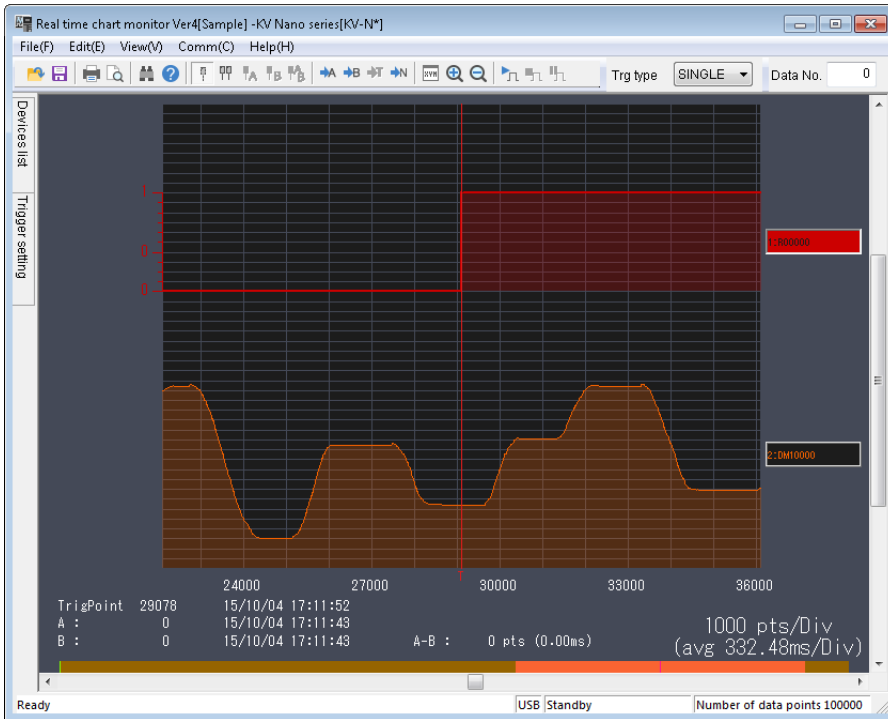 Real time chart monitor Ver4[Sample] -KV Nano series[KV-N*]
File(F) Edit(E) View(V) Comm(C) Help(H)
Trg type SINGLE Data No. 0
Devices list
Trigger setting
1
0
0
1:R00000
2:DM10000
24000 27000 30000 33000 36000
T
TrigPoint 29078 15/10/04 17:11:52
A : 0 15/10/04 17:11:43
B : 0 15/10/04 17:11:43 A-B : 0 pts (0.00ms)
1000 pts/Div
(avg 332.48ms/Div)
Ready USB Standby Number of data points 100000